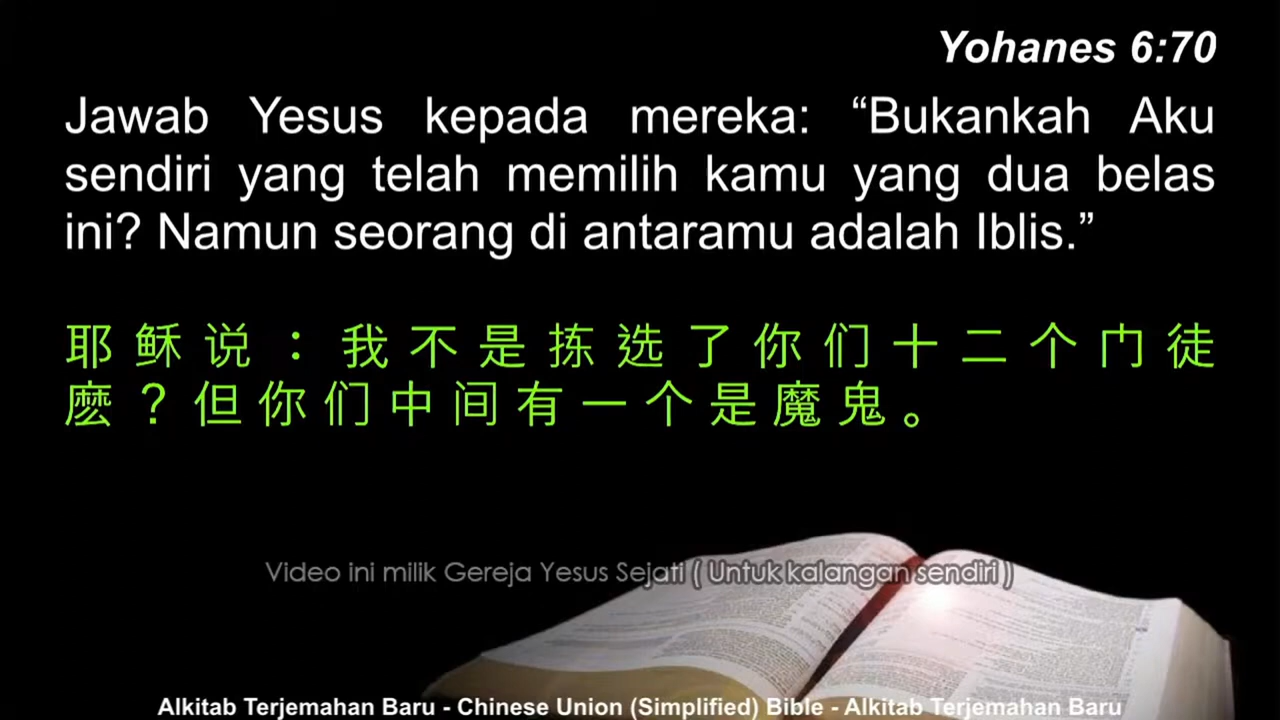 Yohanes 6:70
Jawab Yesus kepada mereka: “Bukankah Aku
sendiri yang telah memilih kamu yang dua belas
ini? Namun seorang di antaramu adalah Iblis.”
耶稣说：我不是拣选了你们十二个门徒
麽？但你们中间有一个是魔鬼。
Video ini milik Gereja Yesus Sejati ( Untuk kalangan sendiri )
Alkitab Terjemahan Baru - Chinese Union (Simplified) Bible - Alkitab Terjemahan Baru